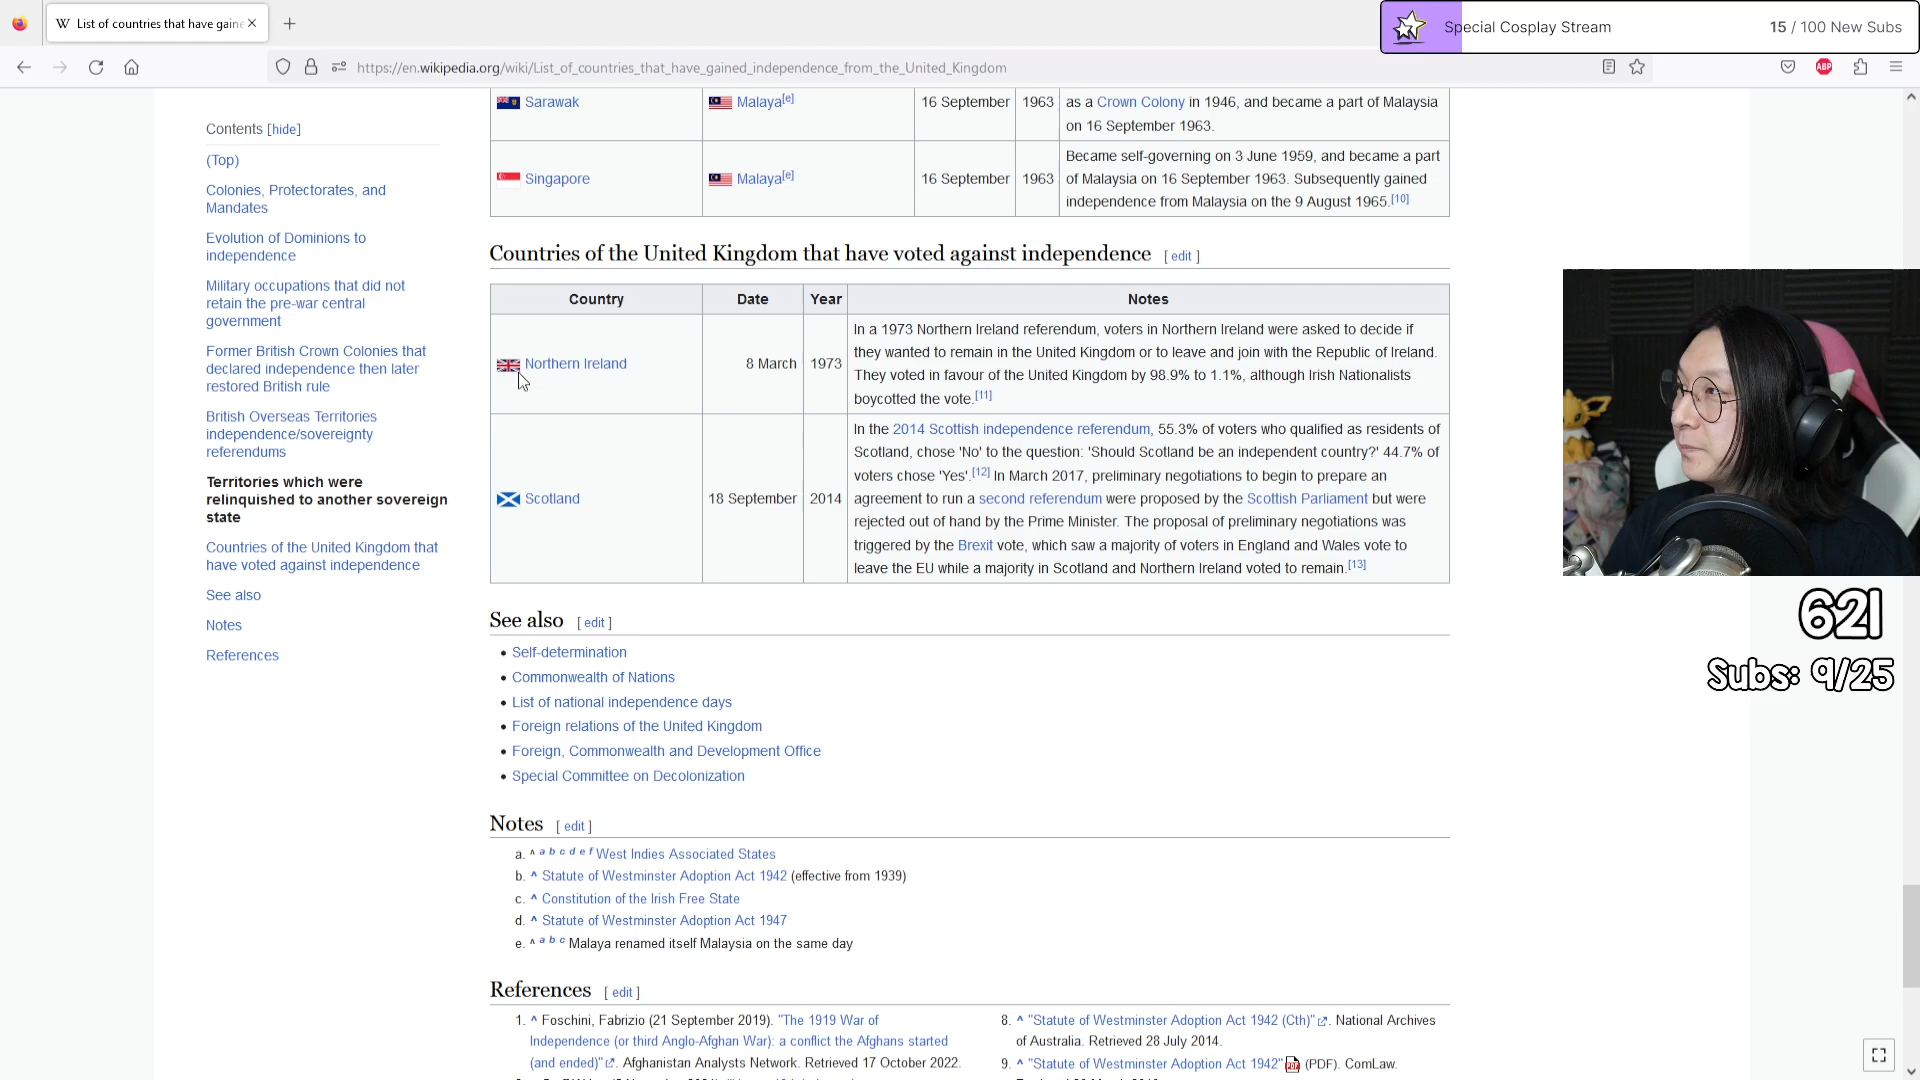 List of countries that have gaine
Special Cosplay Stream
15 / 100 New Subs
https://en.wikipedia.org/wiki/List_of_countries_that_have_gained_independence_from_the_United_Kingdom
ABP
Contents [hide]
(Top)
Colonies, Protectorates, and
Mandates
Evolution of Dominions to
independence
Military occupations that did not
retain the pre-war central
government
Former British Crown Colonies that
declared independence then later
restored British rule
British Overseas Territories
independence/sovereignty
referendums
Territories which were
relinquished to another sovereign
state
Countries of the United Kingdom that
have voted against independence
See also
Notes
References
Sarawak
Malaya[e]
16 September
1963
as a Crown Colony in 1946, and became a part of Malaysia
on 16 September 1963.
Singapore
Malaya[e]
16 September
1963
Became self-governing on 3 June 1959, and became a part
of Malaysia on 16 September 1963. Subsequently gained
independence from Malaysia on the 9 August 1965.[10]
Countries of the United Kingdom that have voted against independence [ edit ]
Country
Date
Year
Notes
Northern Ireland
8 March
1973
In a 1973 Northern Ireland referendum, voters in Northern Ireland were asked to decide if
they wanted to remain in the United Kingdom or to leave and join with the Republic of Ireland.
They voted in favour of the United Kingdom by 98.9% to 1.1%, although Irish Nationalists
boycotted the vote.[11]
Scotland
18 September
2014
In the 2014 Scottish independence referendum, 55.3% of voters who qualified as residents of
Scotland, chose 'No' to the question: 'Should Scotland be an independent country?' 44.7% of
voters chose 'Yes'.[12] In March 2017, preliminary negotiations to begin to prepare an
agreement to run a second referendum were proposed by the Scottish Parliament but were
rejected out of hand by the Prime Minister. The proposal of preliminary negotiations was
triggered by the Brexit vote, which saw a majority of voters in England and Wales vote to
leave the EU while a majority in Scotland and Northern Ireland voted to remain.[13]
See also [ edit ]
• Self-determination
• Commonwealth of Nations
• List of national independence days
• Foreign relations of the United Kingdom
• Foreign, Commonwealth and Development Office
• Special Committee on Decolonization
Notes [ edit ]
a. ^ a b c d e f West Indies Associated States
b. ^ Statute of Westminster Adoption Act 1942 (effective from 1939)
c. ^ Constitution of the Irish Free State
d. ^ Statute of Westminster Adoption Act 1947
e. ^ a b c Malaya renamed itself Malaysia on the same day
References [ edit ]
1. ^ Foschini, Fabrizio (21 September 2019). "The 1919 War of
Independence (or third Anglo-Afghan War): a conflict the Afghans started
(and ended)". Afghanistan Analysts Network. Retrieved 17 October 2022.
8. ^ "Statute of Westminster Adoption Act 1942 (Cth)". National Archives
of Australia. Retrieved 28 July 2014.
9. ^ "Statute of Westminster Adoption Act 1942" (PDF). ComLaw.
621
Subs: 9/25